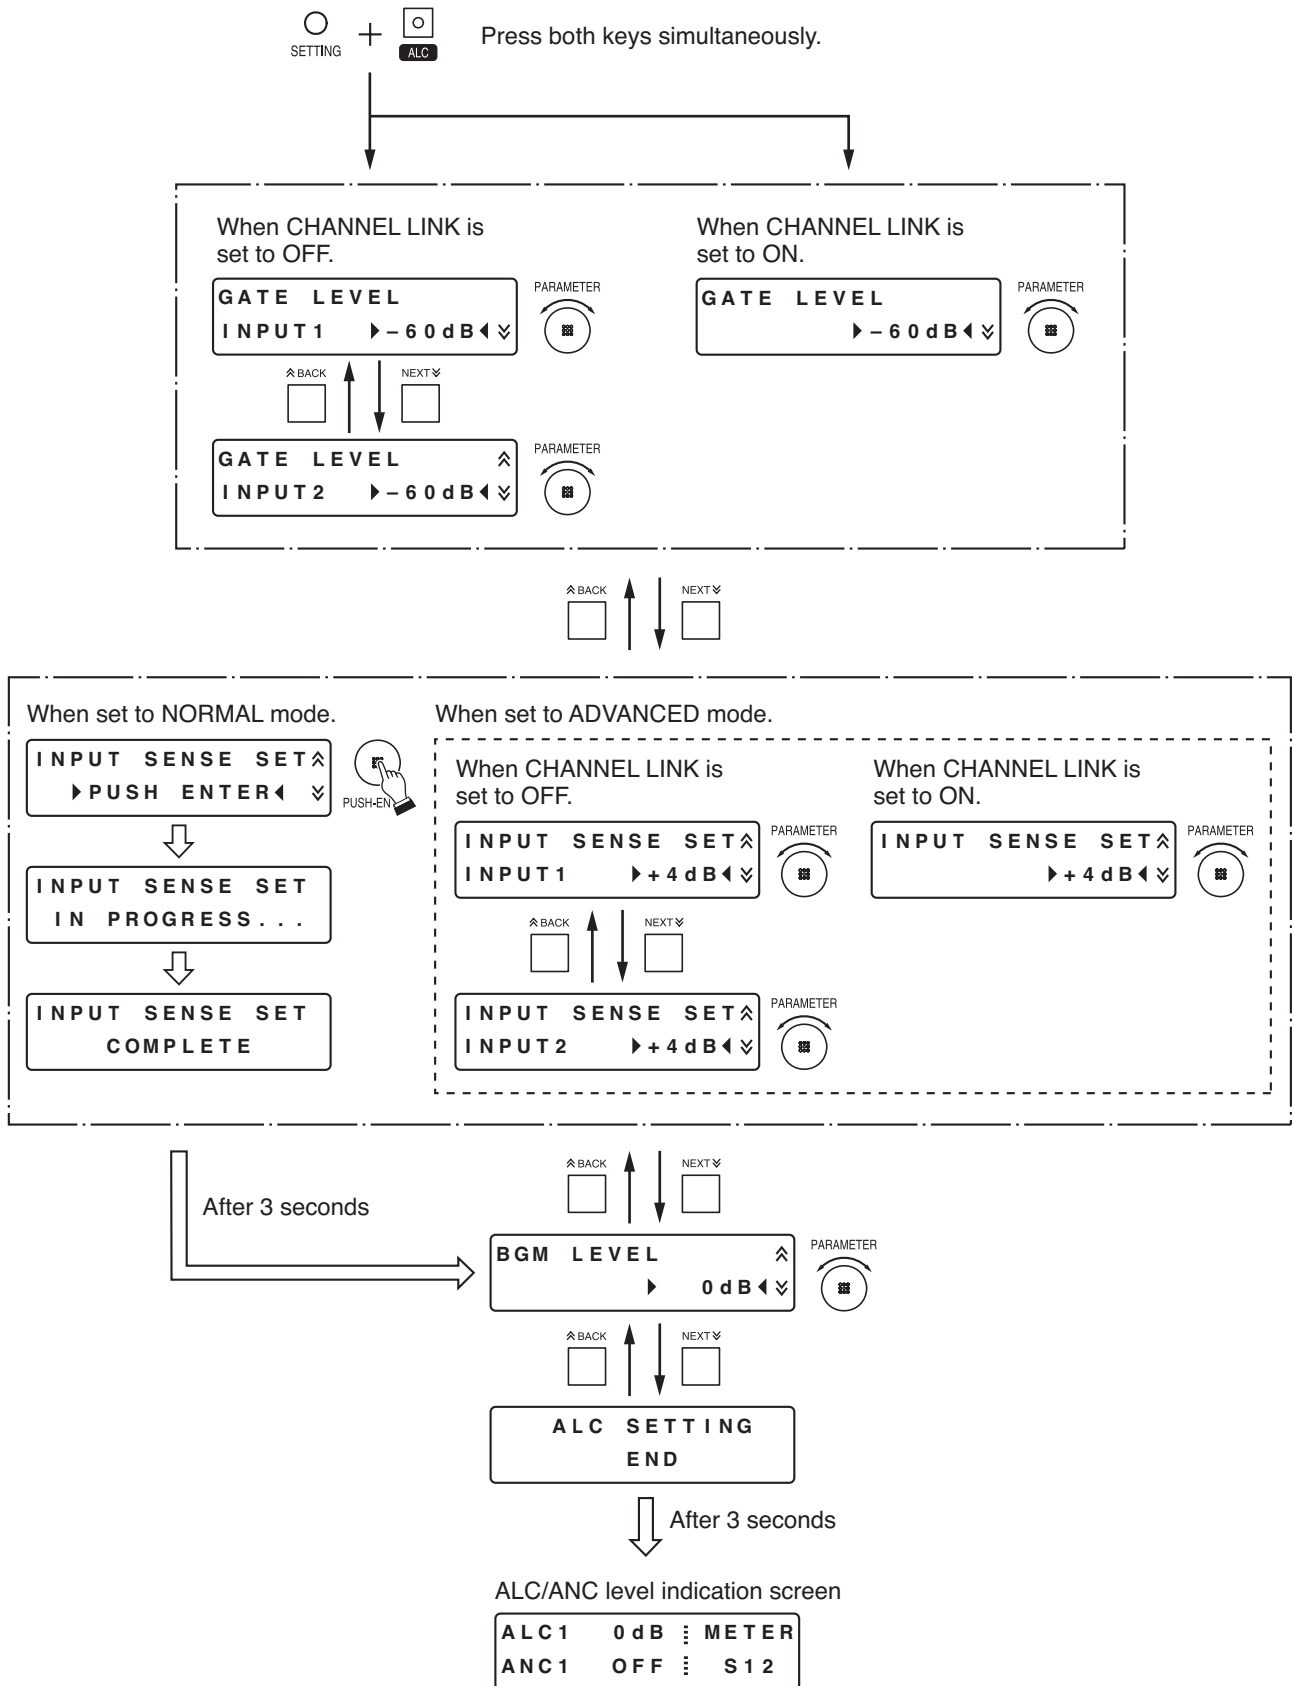 SETTING
+
ALC
Press both keys simultaneously.
When CHANNEL LINK is
set to OFF.
GATE LEVEL
INPUT1 –60dB
PARAMETER
BACK
NEXT
GATE LEVEL
INPUT2 –60dB
PARAMETER
When CHANNEL LINK is
set to ON.
GATE LEVEL
–60dB
PARAMETER
BACK
NEXT
When set to NORMAL mode.
INPUT SENSE SET
PUSH ENTER
PUSH-EN
INPUT SENSE SET
IN PROGRESS...
INPUT SENSE SET
COMPLETE
When set to ADVANCED mode.
When CHANNEL LINK is
set to OFF.
INPUT SENSE SET
INPUT1 +4dB
PARAMETER
BACK
NEXT
INPUT SENSE SET
INPUT2 +4dB
PARAMETER
When CHANNEL LINK is
set to ON.
INPUT SENSE SET
+4dB
PARAMETER
After 3 seconds
BACK
NEXT
BGM LEVEL
0dB
PARAMETER
BACK
NEXT
ALC SETTING
END
After 3 seconds
ALC/ANC level indication screen
ALC1 0dB METER
ANC1 OFF S12